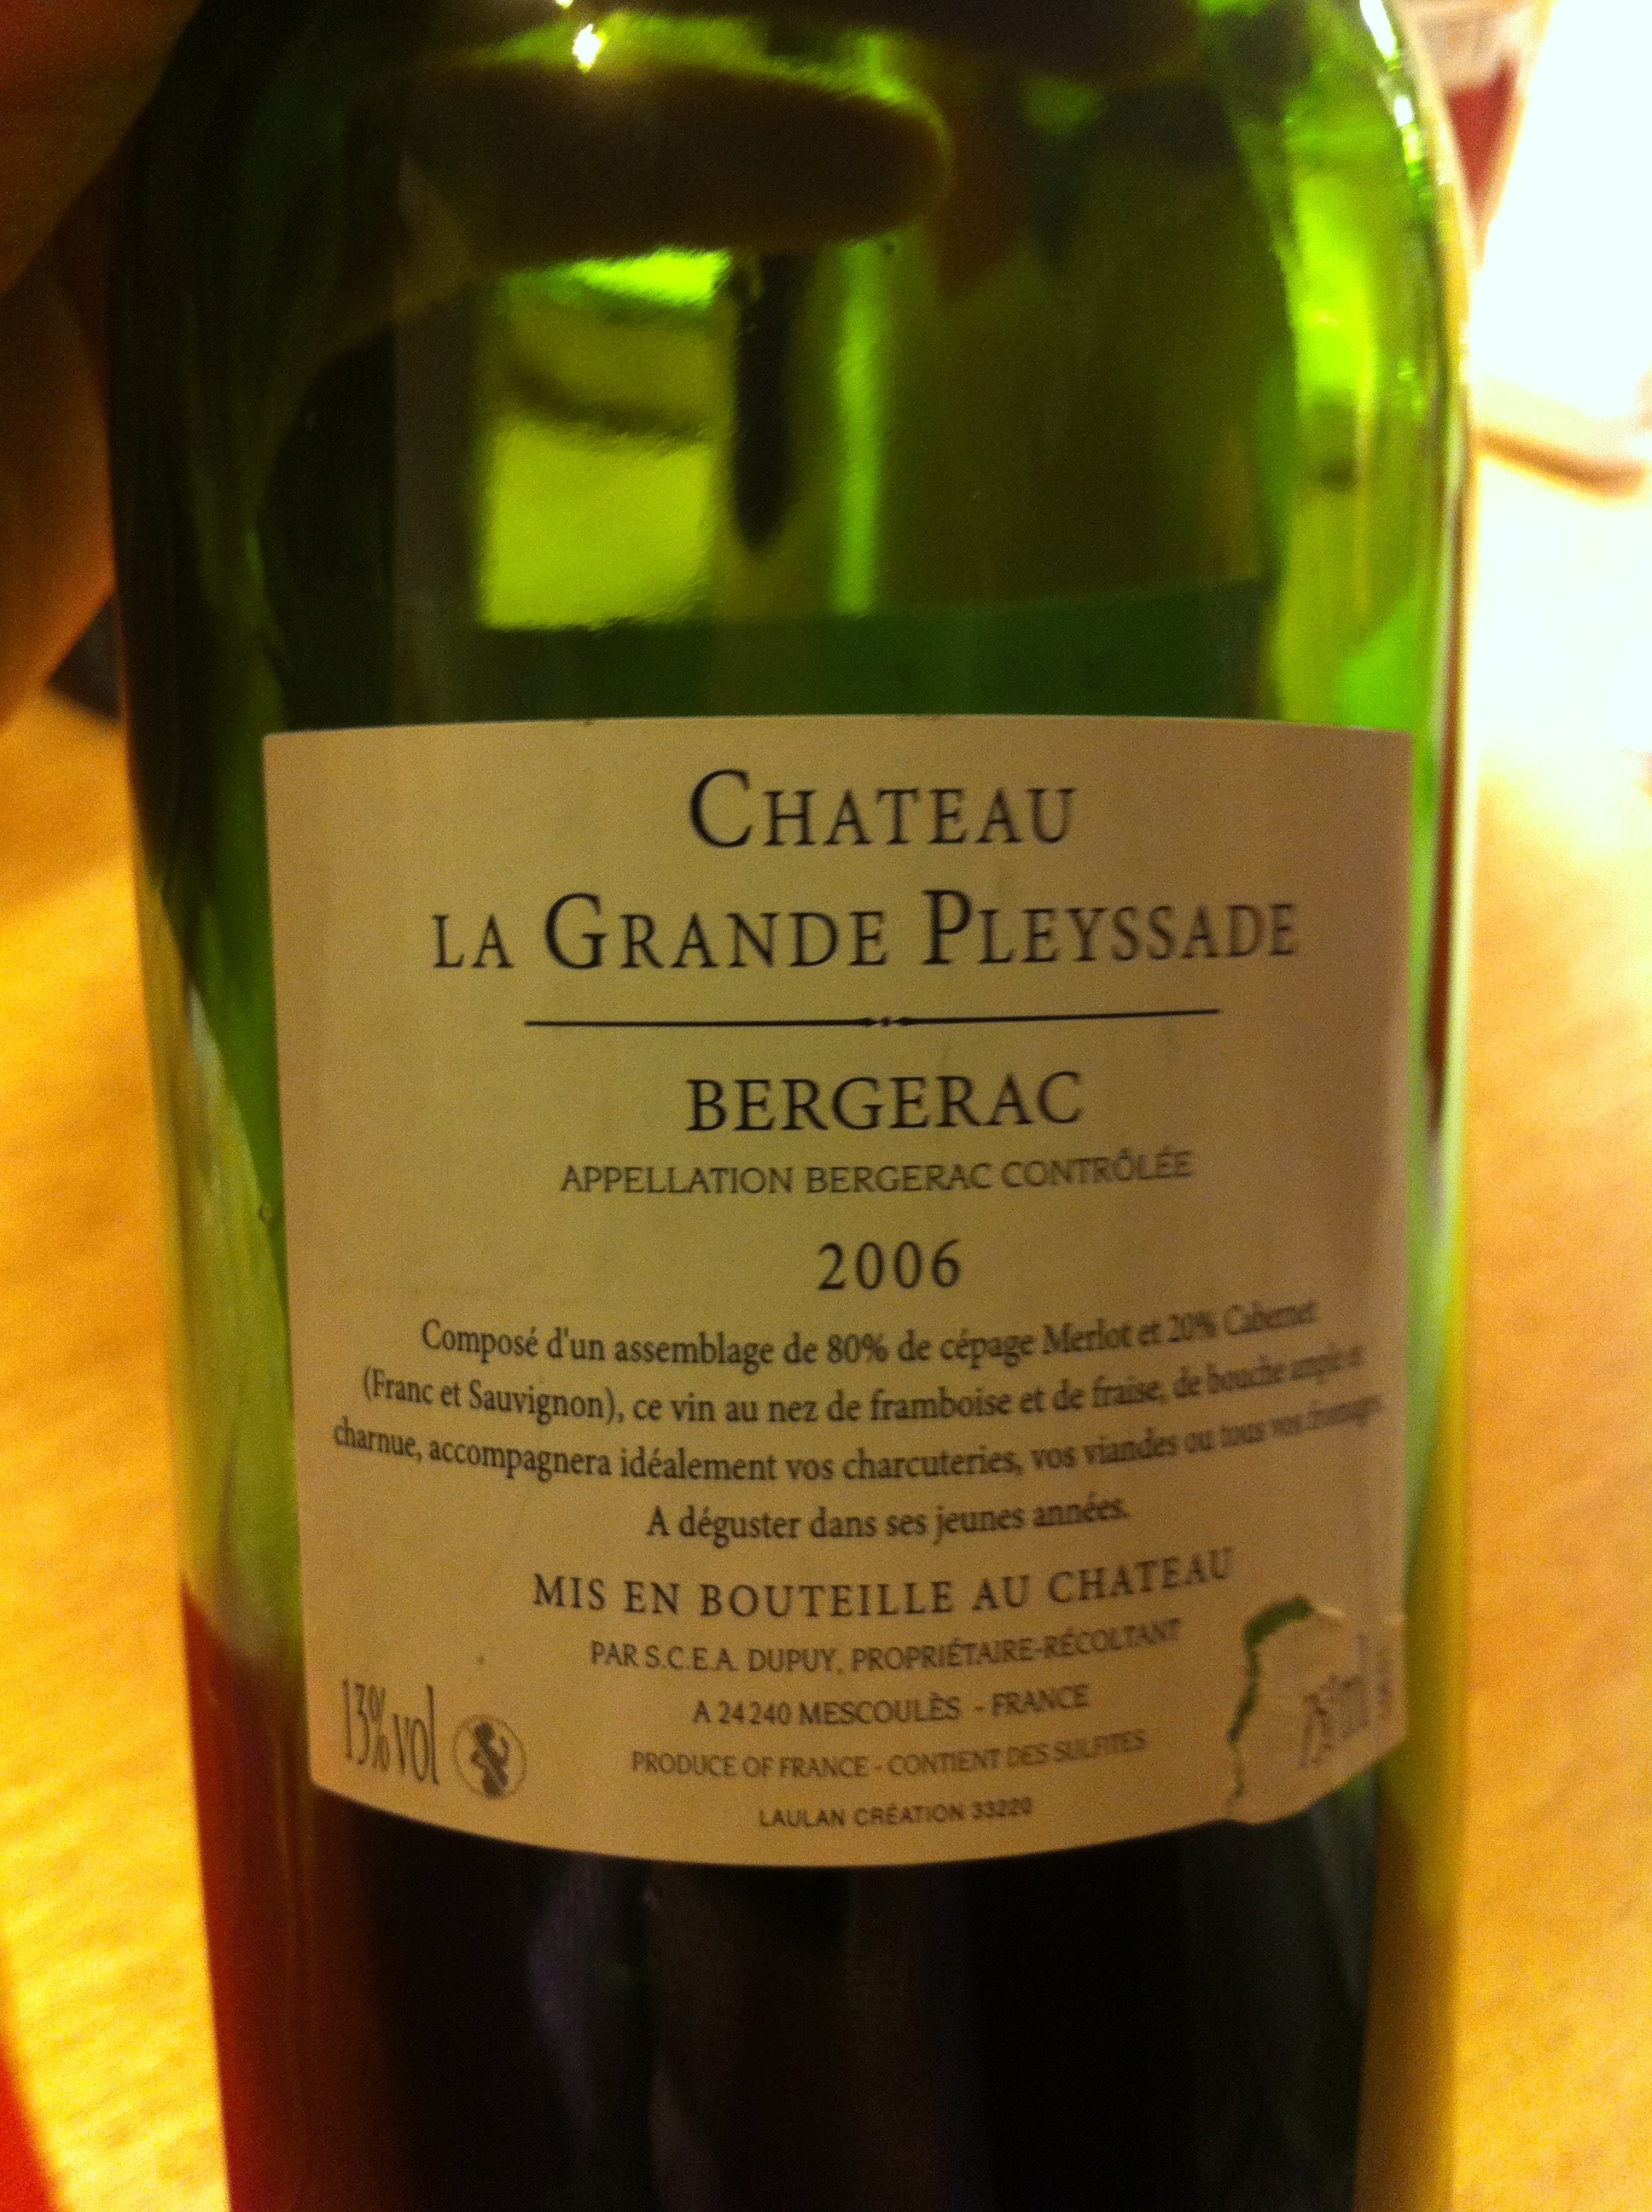 CHATEAU
LA GRANDE PLEYSSADE
BERGERAC
APPELLATION BERGERAC CONTRÔLÉE
2006
Composé d'un assemblage de 80% de cépage Merlot et 20% Cabernet
(Franc et Sauvignon), ce vin au nez de framboise et de fraise, de bouche ample et
charnue, accompagnera idéalement vos charcuteries, vos viandes ou tous vos fromages.
A déguster dans ses jeunes années.
MIS EN BOUTEILLE AU CHATEAU
PAR S.C.E.A. DUPUY, PROPRIÉTAIRE-RÉCOLTANT
A 24240 MESCOULÈS - FRANCE
13% vol
PRODUCE OF FRANCE - CONTIENT DES SULFITES
LAULAN CRÉATION 33220